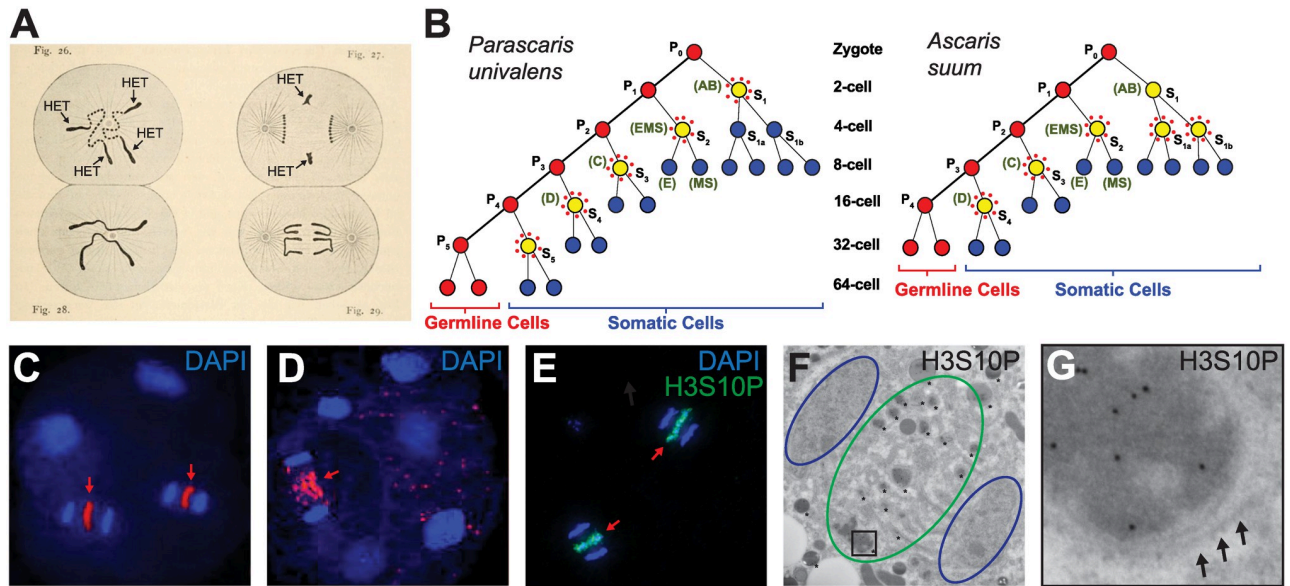 A
Fig. 26.
Fig. 27.
HET
HET
HET
HET
HET
HET
Fig. 28.
Fig. 29.
B
Parascaris
univalens
P0
P1
(AB)
S1
P2
(EMS)
S2
S1a
S1b
P3
(C)
S3
(E)
(MS)
P4
(D)
S4
P5
S5
Germline Cells
Somatic Cells
Zygote
2-cell
4-cell
8-cell
16-cell
32-cell
64-cell
Ascaris
suum
P0
P1
(AB)
S1
P2
(EMS)
S2
S1a
S1b
P3
(C)
S3
(E)
(MS)
P4
(D)
S4
Germline Cells
Somatic Cells
C
DAPI
D
DAPI
E
DAPI
H3S10P
F
H3S10P
G
H3S10P